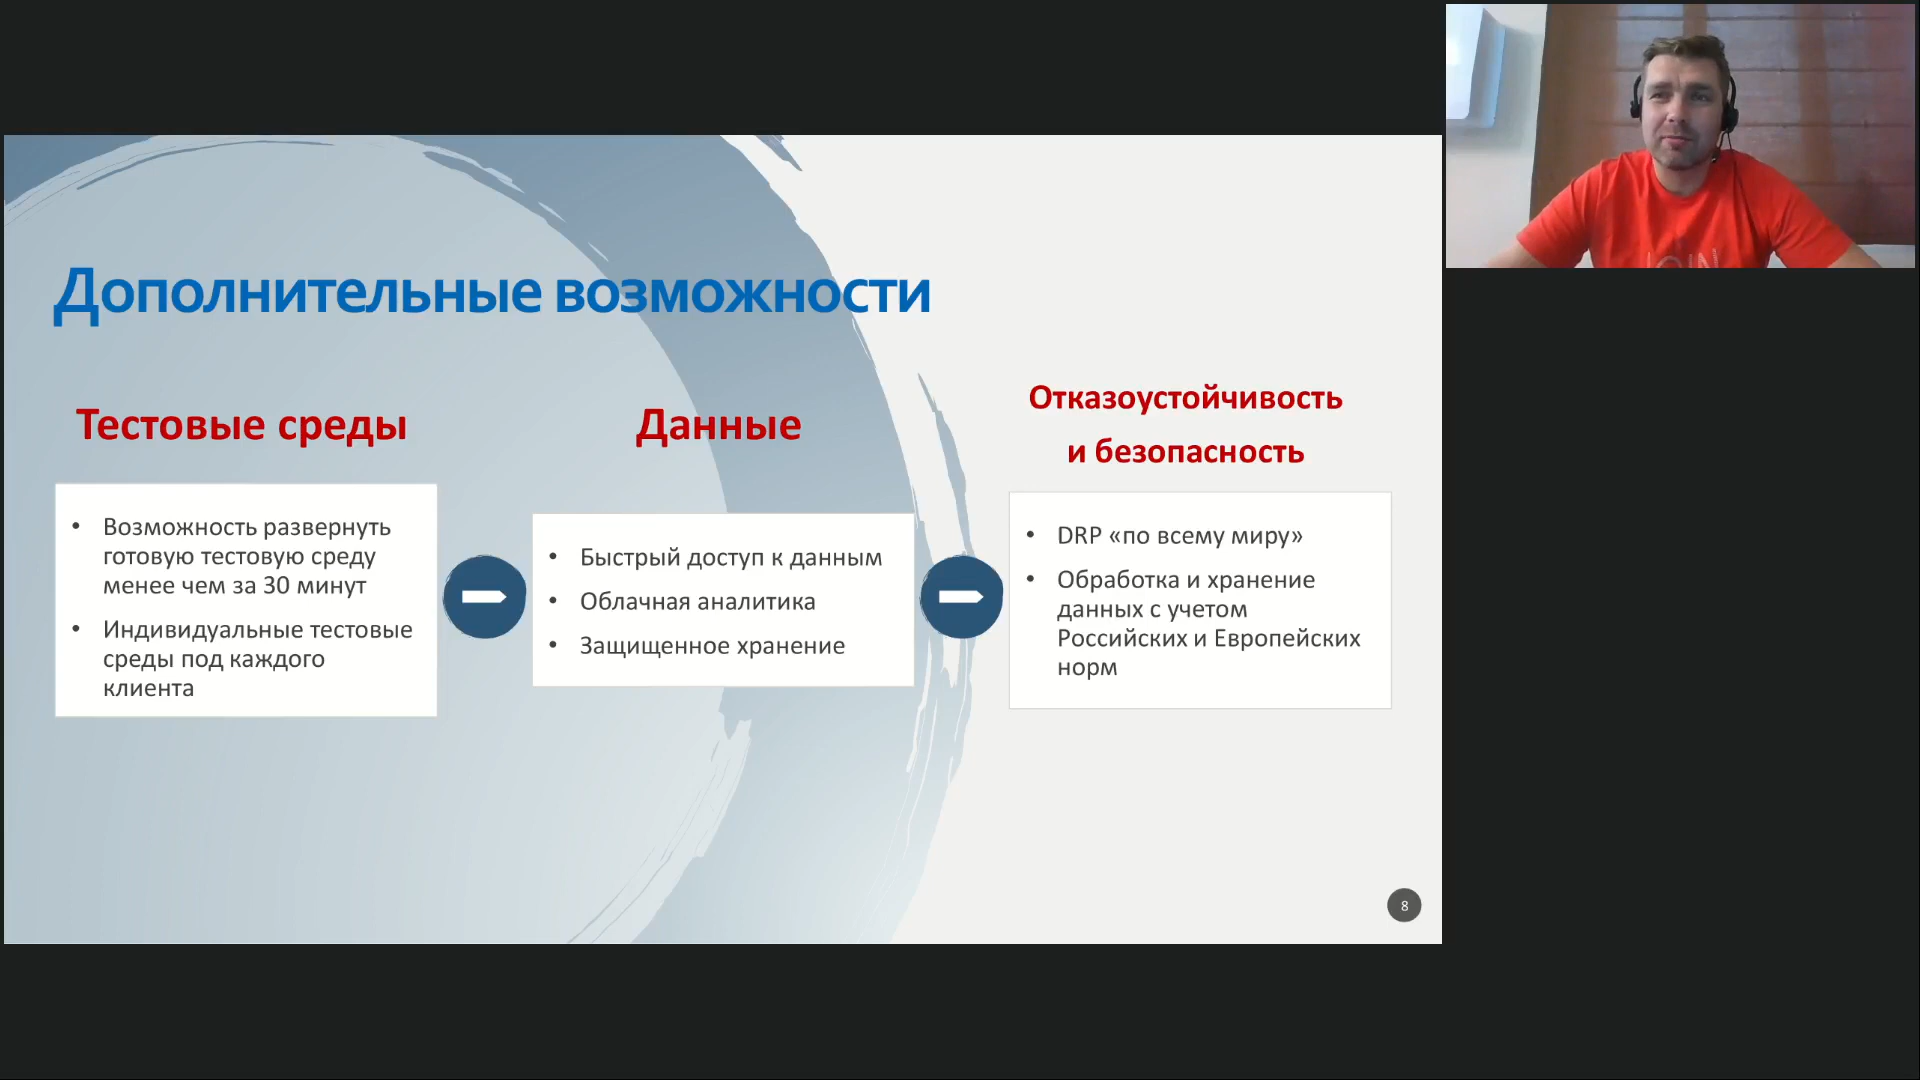 Дополнительные возможности
Тестовые среды
• Возможность развернуть
готовую тестовую среду
менее чем за 30 минут
• Индивидуальные тестовые
среды под каждого
клиента
Данные
• Быстрый доступ к данным
• Облачная аналитика
• Защищенное хранение
Отказоустойчивость
и безопасность
• DRP «по всему миру»
• Обработка и хранение
данных с учетом
Российских и Европейских
норм
8
JOIN